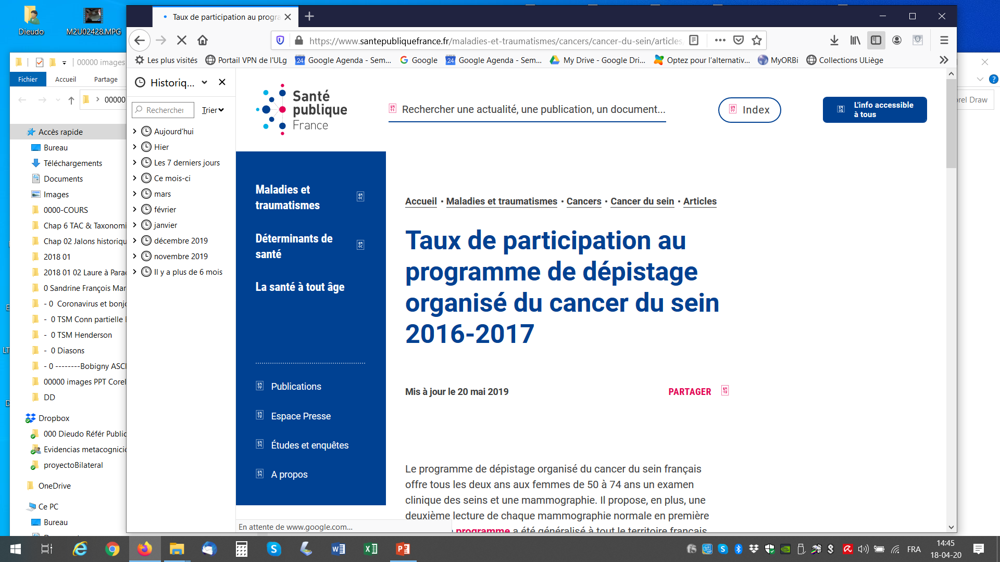 Dieudo
M2U02428.MPG
00000 images
Fichier
Accueil
Partage
00000
orel Draw
Accès rapide
Bureau
Téléchargements
Documents
Images
0000-COURS
Chap 6 TAC & Taxonomi
Chap 02 Jalons historiqu
2018 01
2018 01 02 Laure à Para
0 Sandrine François Mar
- 0 Coronavirus et bonj
- 0 TSM Conn partielle
- 0 TSM Henderson
- 0 Diasons
- 0 --------Bobigny ASC
00000 images PPT Corel
DD
Dropbox
000 Dieudo Référ Public
Evidencias metacognicio
proyectoBilateral
OneDrive
Ce PC
Bureau
Taux de participation au progra
https://www.santepubliquefrance.fr/maladies-et-traumatismes/cancers/cancer-du-sein/articles/
Les plus visités
Portail VPN de l'ULg
24 Google Agenda - Sem...
Google
24 Google Agenda - Sem...
My Drive - Google Dri...
Optez pour l'alternativ...
MyORBi
Collections ULiège
Historiq...
Rechercher
Trier
Aujourd'hui
Hier
Les 7 derniers jours
Ce mois-ci
mars
février
janvier
décembre 2019
novembre 2019
Il y a plus de 6 mois
Santé
publique
France
Rechercher une actualité, une publication, un document...
Index
L'info accessible
à tous
Maladies et
traumatismes
Déterminants de
santé
La santé à tout âge
Publications
Espace Presse
Études et enquêtes
A propos
Accueil • Maladies et traumatismes • Cancers • Cancer du sein • Articles
Taux de participation au
programme de dépistage
organisé du cancer du sein
2016-2017
Mis à jour le 20 mai 2019
PARTAGER
Le programme de dépistage organisé du cancer du sein français
offre tous les deux ans aux femmes de 50 à 74 ans un examen
clinique des seins et une mammographie. Il propose, en plus, une
deuxième lecture de chaque mammographie normale en première
programme a été généralisé à tout le territoire français
En attente de www.google.com...
FRA
14:45
18-04-20